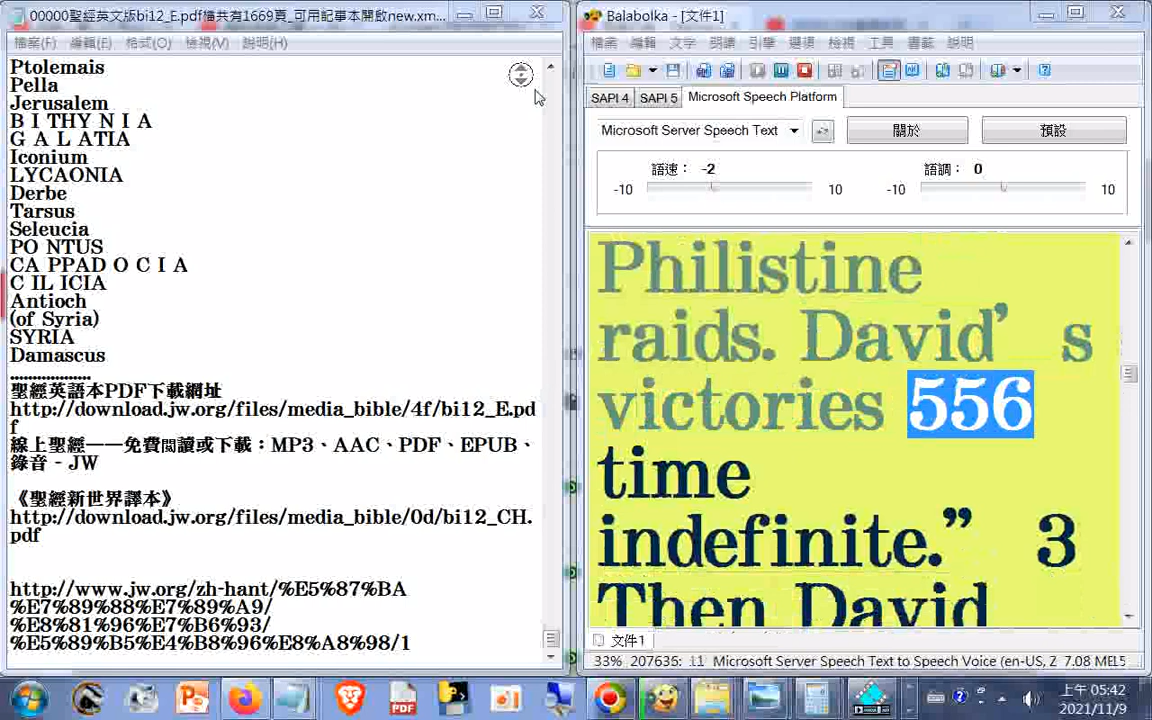 00000聖經英文版bi12_E.pdf檔共有1669頁_可用記事本開啟new.xm...
檔案(F) 編輯(E) 格式(O) 檢視(V) 說明(H)
Ptolemais
Pella
Jerusalem
B I THY N I A
G A L ATIA
Iconium
LYCAONIA
Derbe
Tarsus
Seleucia
PO NTUS
CA PPAD O C I A
C IL ICIA
Antioch
(of Syria)
SYRIA
Damascus
..................
聖經英語本PDF下載網址
http://download.jw.org/files/media_bible/4f/bi12_E.pd
f
線上聖經——免費閱讀或下載：MP3、AAC、PDF、EPUB、
錄音 - JW
《聖經新世界譯本》
http://download.jw.org/files/media_bible/0d/bi12_CH.
pdf
http://www.jw.org/zh-hant/%E5%87%BA
%E7%89%88%E7%89%A9/
%E8%81%96%E7%B6%93/
%E5%89%B5%E4%B8%96%E8%A8%98/1
Balabolka - [文件1]
檔案 編輯 文字 朗讀 引擎 選項 檢視 工具 書籤 說明
SAPI 4 SAPI 5 Microsoft Speech Platform
Microsoft Server Speech Text 關於 預設
語速： -2 語調： 0
-10 10 -10 10
Philistine
raids. David’ s
victories 556
time
indefinite.” 3
Then David
文件1
33% 207635: 11 Microsoft Server Speech Text to Speech Voice (en-US, Z 7.08 MB
上午 05:42
2021/11/9